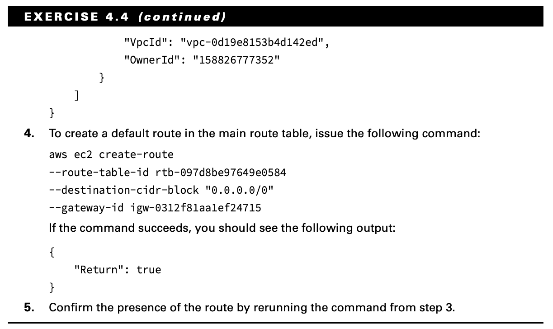 EXERCISE 4.4 (continued)
"VpcId": "vpc-0d19e8153b4d142ed",
"OwnerId": "158826777352"
}
]
}
4. To create a default route in the main route table, issue the following command:
aws ec2 create-route
--route-table-id rtb-097d8be97649e0584
--destination-cidr-block "0.0.0.0/0"
--gateway-id igw-0312f81aa1ef24715
If the command succeeds, you should see the following output:
{
"Return": true
}
5. Confirm the presence of the route by rerunning the command from step 3.